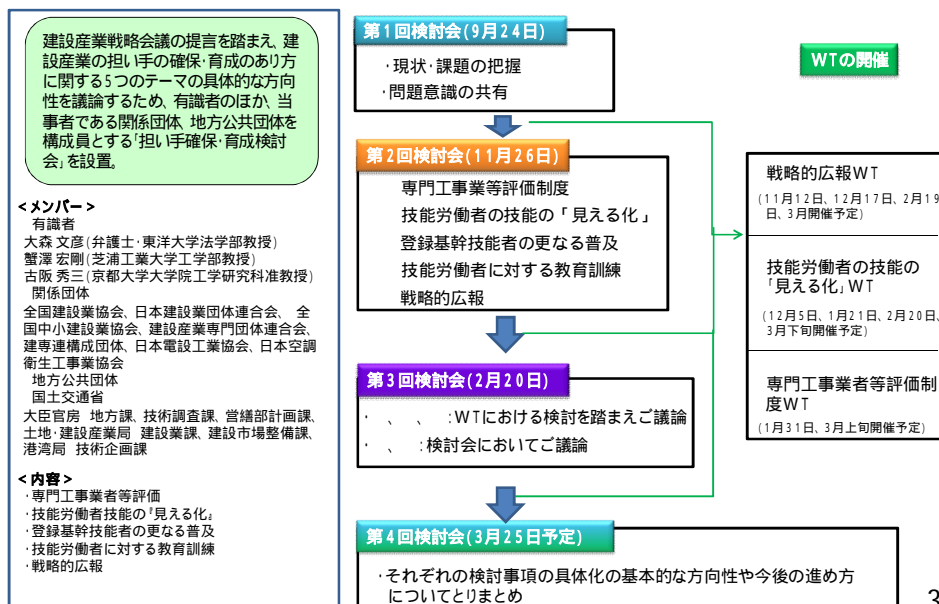 建設産業戦略会議の提言を踏まえ、建
設産業の担い手の確保･育成のあり方
に関する5つのテーマの具体的な方向
性を議論するため、有識者のほか、当
事者である関係団体、地方公共団体を
構成員とする｢担い手確保･育成検討
会｣を設置。
<メンバー>
有識者
大森 文彦(弁護士･東洋大学法学部教授)
蟹澤 宏剛(芝浦工業大学工学部教授)
古阪 秀三(京都大学大学院工学研究科准教授)
関係団体
全国建設業協会、日本建設業団体連合会、 全
国中小建設業協会、建設産業専門団体連合会、
建専連構成団体、日本電設工業協会、日本空調
衛生工事業協会
地方公共団体
国土交通省
大臣官房 地方課、技術調査課、営繕部計画課、
土地･建設産業局 建設業課、建設市場整備課、
港湾局 技術企画課
<内容>
･専門工事業者等評価
･技能労働者技能の『見える化』
･登録基幹技能者の更なる普及
･技能労働者に対する教育訓練
･戦略的広報
第1回検討会(9月24日)
･現状･課題の把握
･問題意識の共有
第2回検討会(11月26日)
専門工事業等評価制度
技能労働者の技能の「見える化」
登録基幹技能者の更なる普及
技能労働者に対する教育訓練
戦略的広報
第3回検討会(2月20日)
･ 、 、 :WTにおける検討を踏まえご議論
･ 、 :検討会においてご議論
第4回検討会(3月25日予定)
･それぞれの検討事項の具体化の基本的な方向性や今後の進め方
についてとりまとめ
WTの開催
戦略的広報WT
(11月12日、12月17日、2月19
日、3月開催予定)
技能労働者の技能の
｢見える化｣WT
(12月5日、1月21日、2月20日、
3月下旬開催予定)
専門工事業者等評価制
度WT
(1月31日、3月上旬開催予定)
3